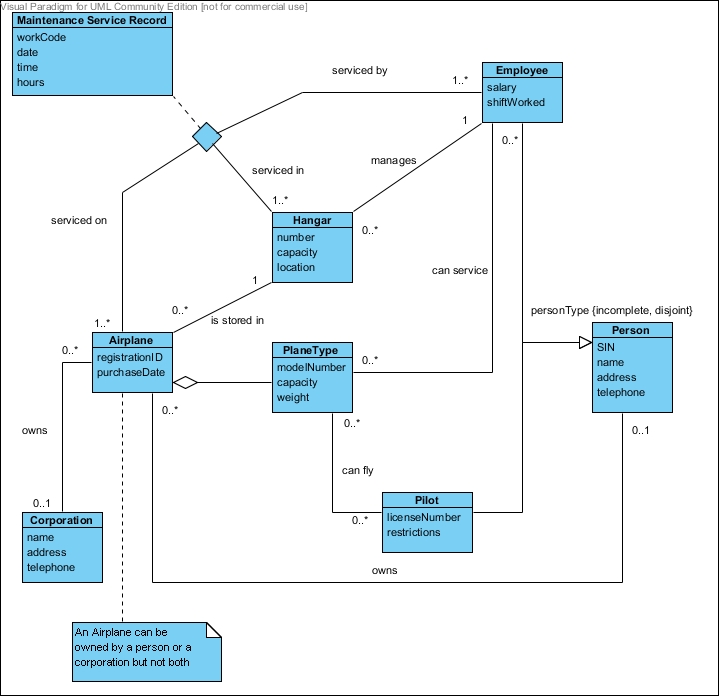 Visual Paradigm for UML Community Edition [not for commercial use]
Maintenance Service Record
workCode
date
time
hours
serviced by
1..*
Employee
salary
shiftWorked
1
0..*
manages
serviced in
1..*
0..*
Hangar
number
capacity
location
serviced on
can service
1
0..*
is stored in
1..*
personType {incomplete, disjoint}
Airplane
registrationID
purchaseDate
0..*
0..*
PlaneType
modelNumber
capacity
weight
0..*
0..*
Person
SIN
name
address
telephone
0..1
owns
can fly
0..*
Pilot
licenseNumber
restrictions
0..1
Corporation
name
address
telephone
owns
An Airplane can be
owned by a person or a
corporation but not both